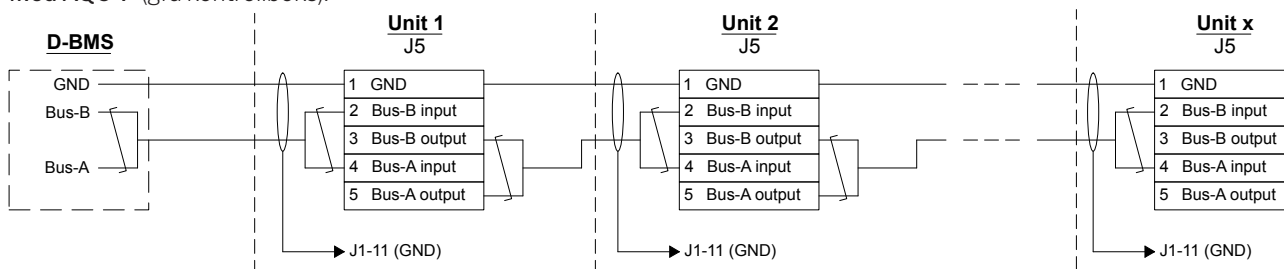 Med (grå kontrollboks):
D-BMS
GND
Bus-B
Bus-A
Unit 1
J5
1 GND
2 Bus-B input
3 Bus-B output
4 Bus-A input
5 Bus-A output
J1-11 (GND)
Unit 2
J5
1 GND
2 Bus-B input
3 Bus-B output
4 Bus-A input
5 Bus-A output
J1-11 (GND)
Unit x
J5
1 GND
2 Bus-B input
3 Bus-B output
4 Bus-A input
5 Bus-A output
J1-11 (GND)